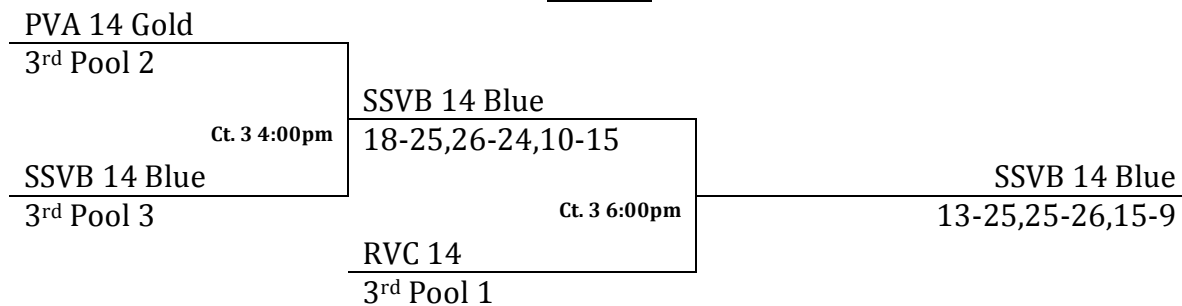 PVA 14 Gold
3rd Pool 2
SSVB 14 Blue
Ct. 3 4:00pm
18-25,26-24,10-15
SSVB 14 Blue
SSVB 14 Blue
3rd Pool 3
Ct. 3 6:00pm
13-25,25-26,15-9
RVC 14
3rd Pool 1